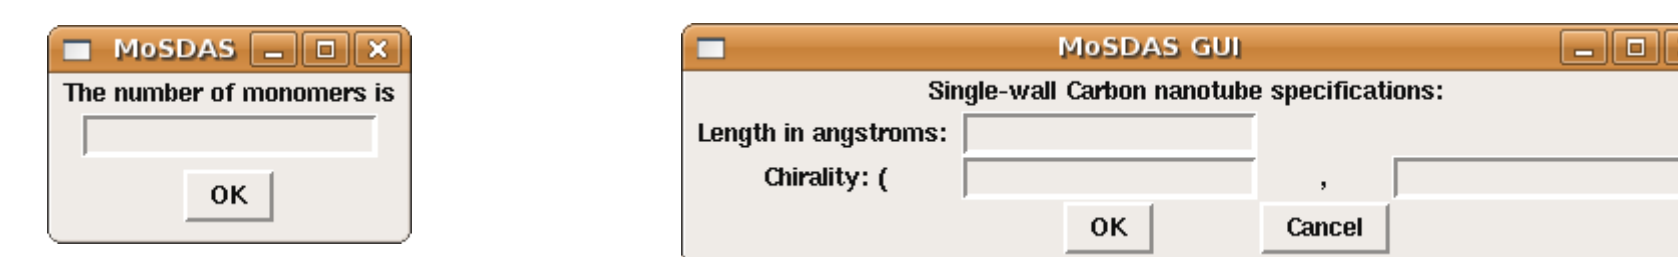 MoSDAS
The number of monomers is
OK
MoSDAS GUI
Single-wall Carbon nanotube specifications:
Length in angstroms:
Chirality: ( ,
OK Cancel